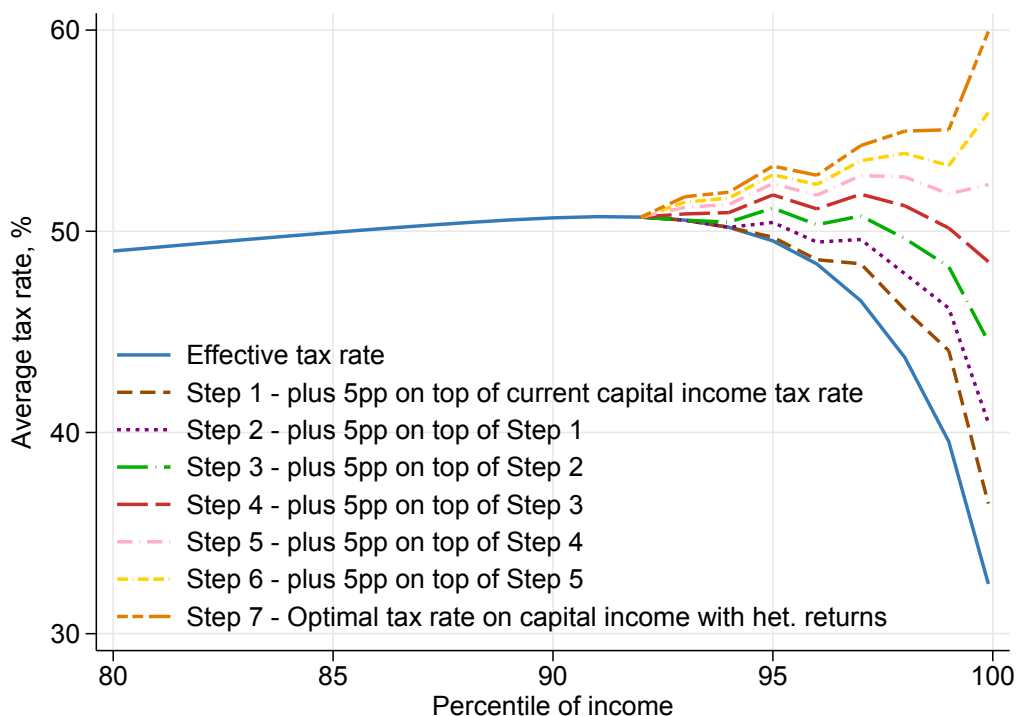 60
50
40
30
Average tax rate, %
Effective tax rate
Step 1 - plus 5pp on top of current capital income tax rate
Step 2 - plus 5pp on top of Step 1
Step 3 - plus 5pp on top of Step 2
Step 4 - plus 5pp on top of Step 3
Step 5 - plus 5pp on top of Step 4
Step 6 - plus 5pp on top of Step 5
Step 7 - Optimal tax rate on capital income with het. returns
80 85 90 95 100
Percentile of income